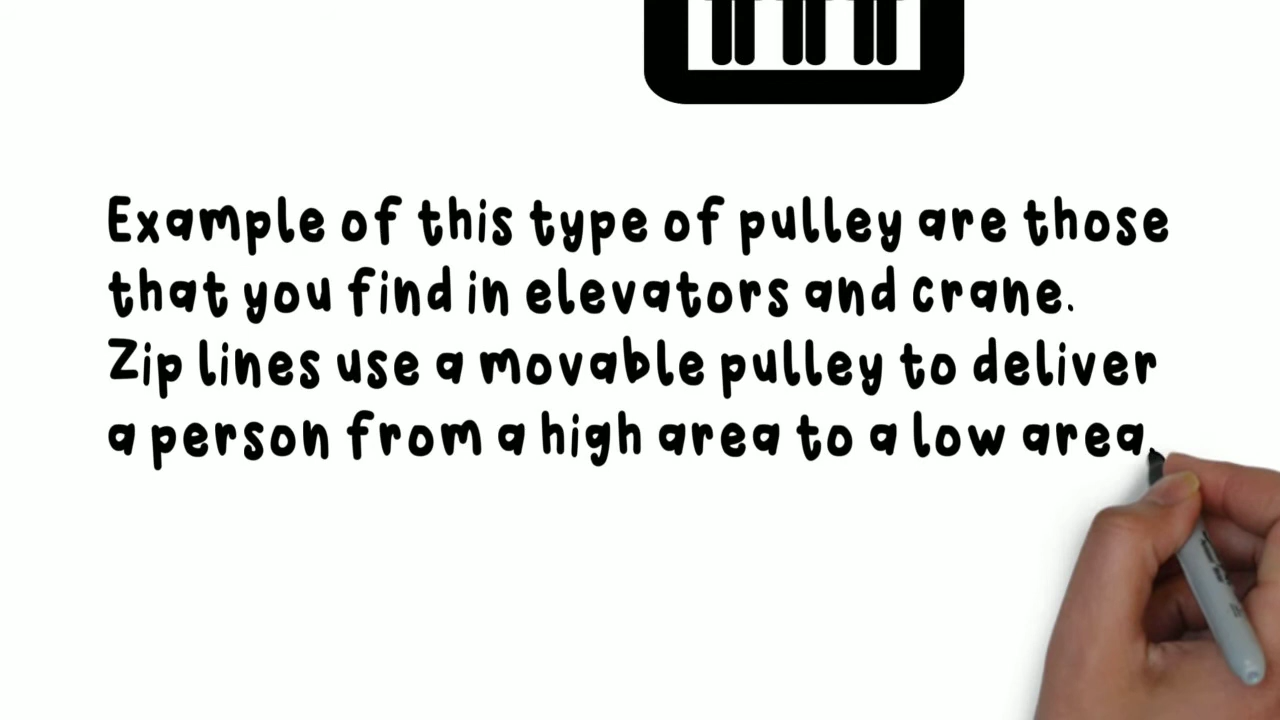 Example of this type of pulley are those
that you find in elevators and crane.
Zip lines use a movable pulley to deliver
a person from a high area to a low area.